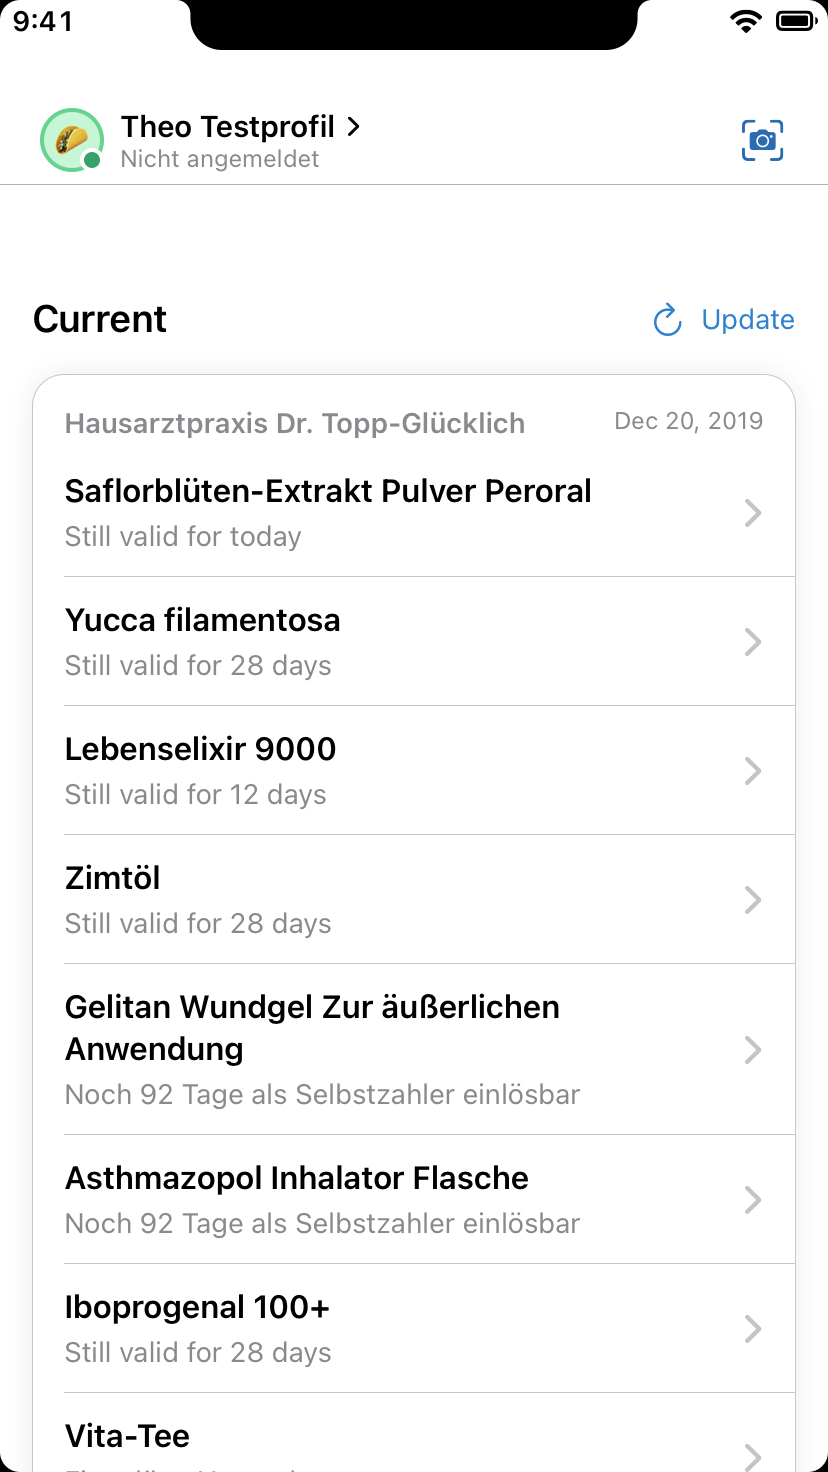 9:41
Theo Testprofil
Nicht angemeldet
Current
Update
Hausarztpraxis Dr. Topp-Glücklich
Dec 20, 2019
Saflorblüten-Extrakt Pulver Peroral
Still valid for today
Yucca filamentosa
Still valid for 28 days
Lebenselixir 9000
Still valid for 12 days
Zimtöl
Still valid for 28 days
Gelitan Wundgel Zur äußerlichen
Anwendung
Noch 92 Tage als Selbstzahler einlösbar
Asthmazopol Inhalator Flasche
Noch 92 Tage als Selbstzahler einlösbar
Iboprogenal 100+
Still valid for 28 days
Vita-Tee